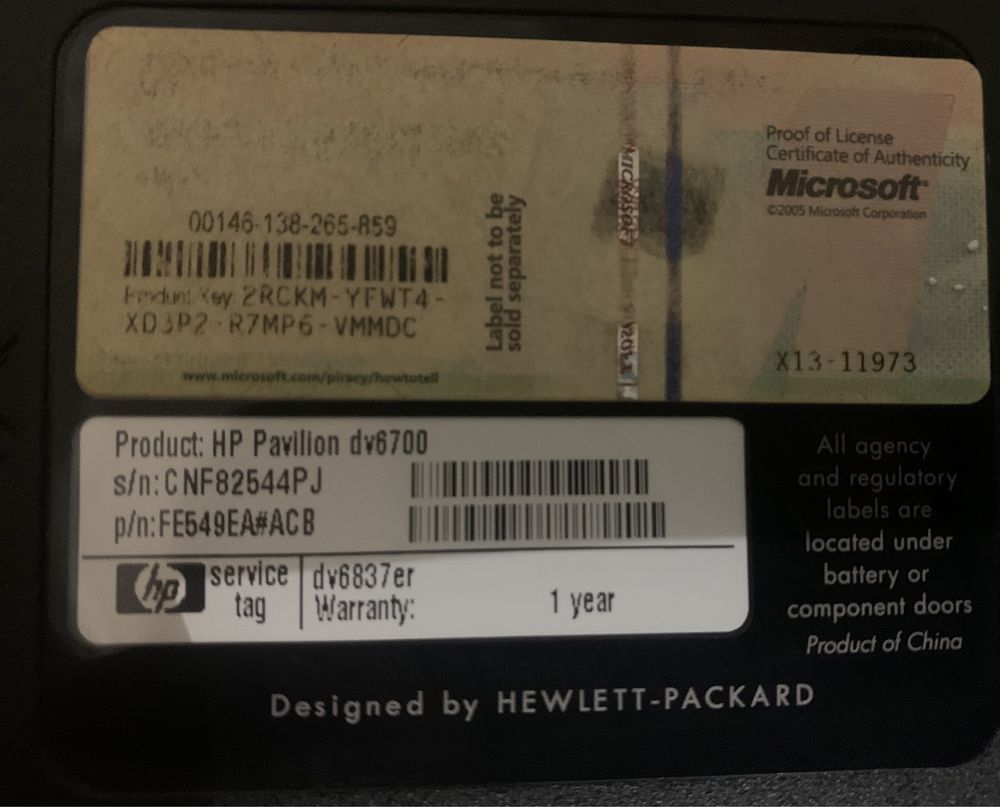 Proof of License
Certificate of Authenticity
Microsoft
©2005 Microsoft Corporation
00146-138-265-859
Product Key: 2RCKM-YFWT4-
XD3P2-R7MP6-VMMDC
Label not to be
sold separately
MICROSOFT
www.microsoft.com/piracy/howtotell
X13-11973
Product: HP Pavilion dv6700
s/n:CNF82544PJ
p/n:FE549EA#ACB
hp
service
tag
dv6837er
Warranty: 1 year
All agency
and regulatory
labels are
located under
battery or
component doors
Product of China
Designed by HEWLETT-PACKARD